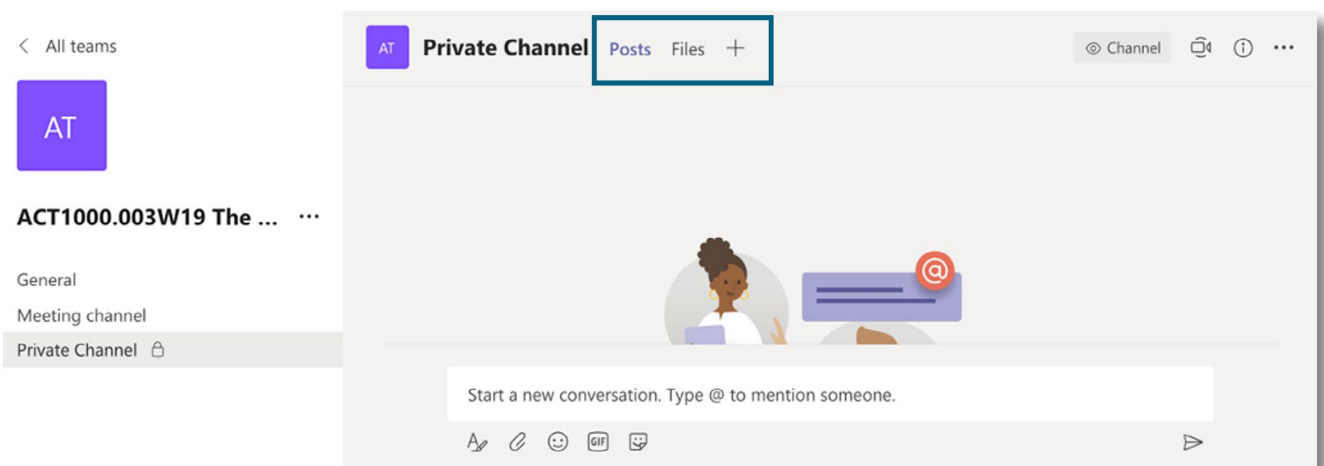 All teams
AT
ACT1000.003W19 The ...
General
Meeting channel
Private Channel
AT Private Channel Posts Files +
Channel
@
Start a new conversation. Type @ to mention someone.
GIF